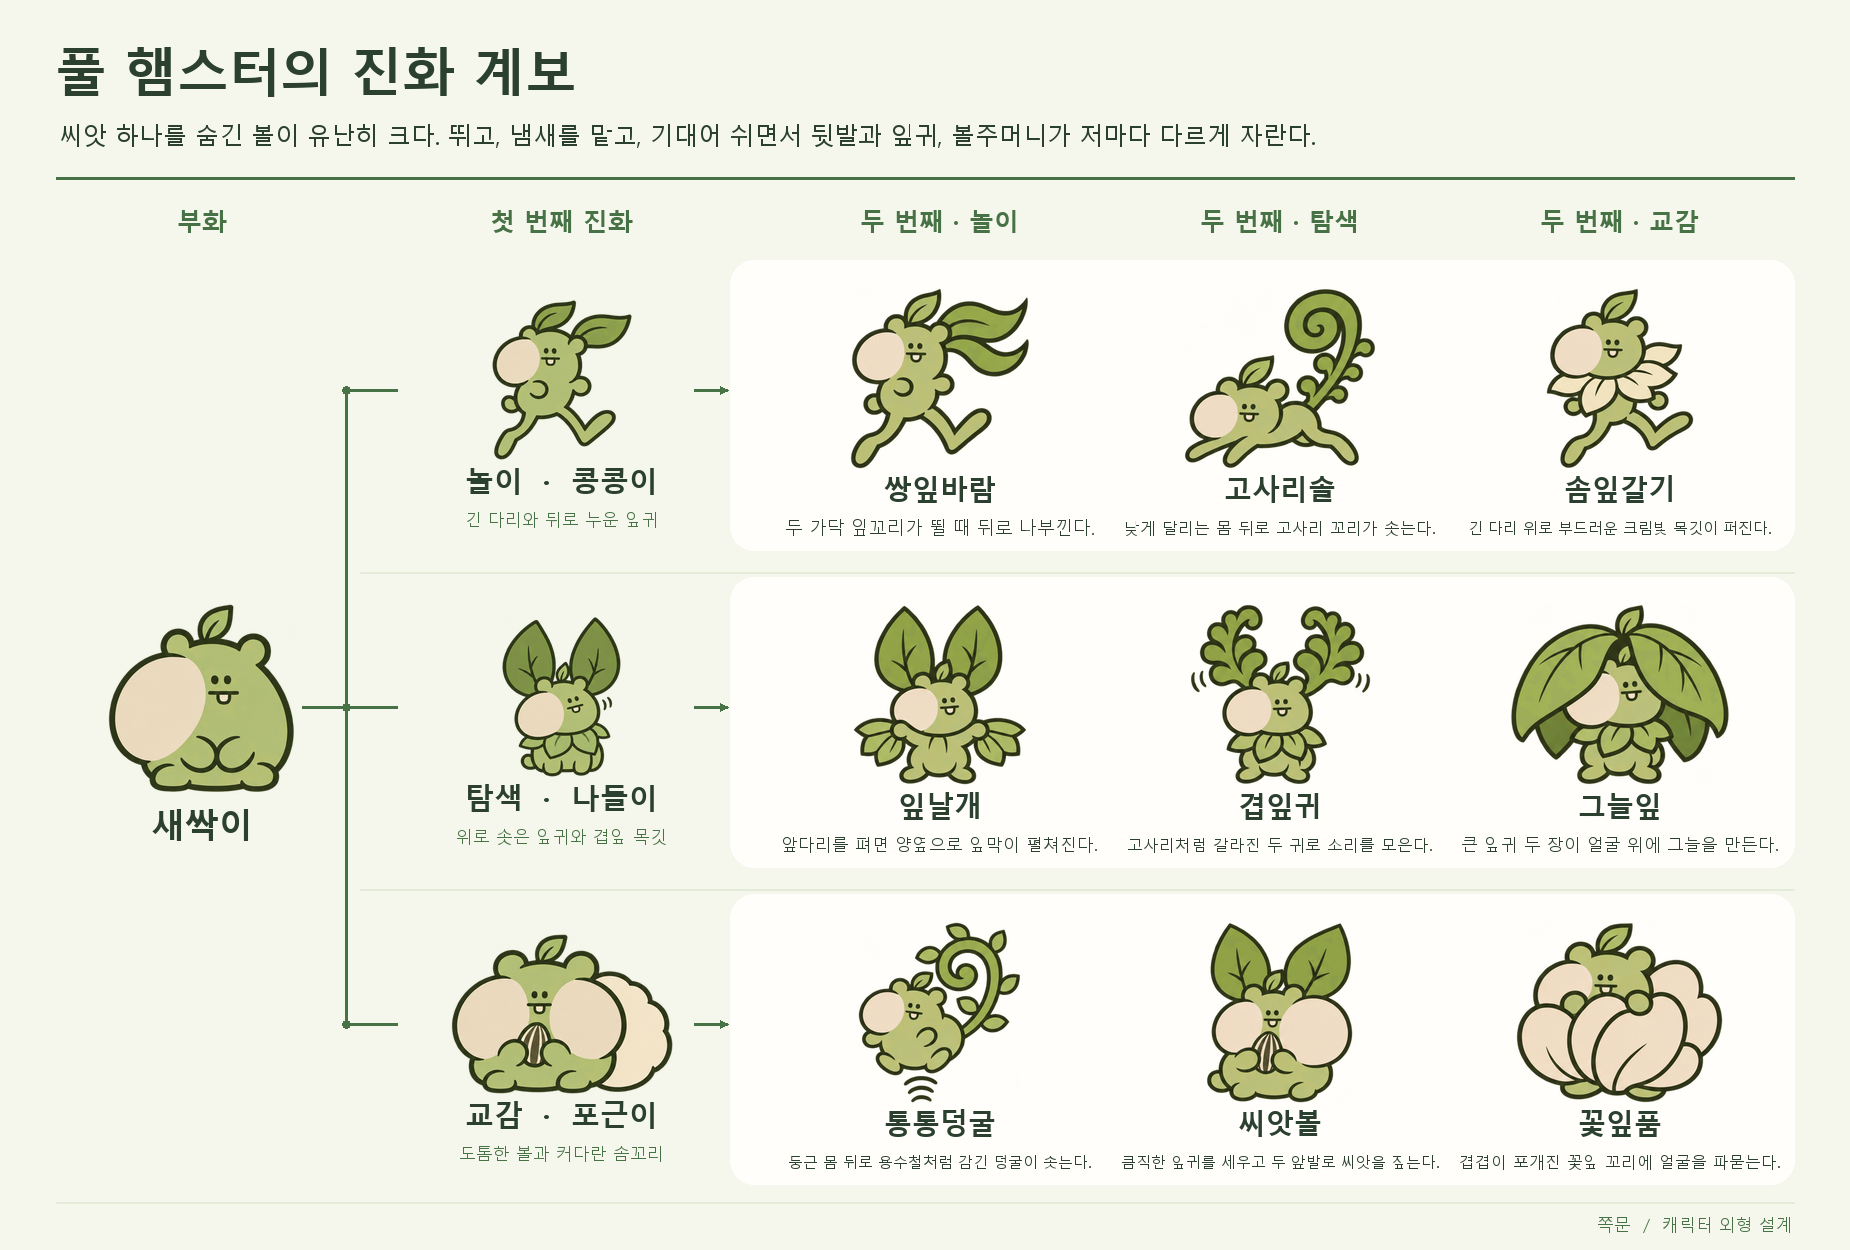 풀 햄스터의 진화 계보
씨앗 하나를 숨긴 볼이 유난히 크다. 뛰고, 냄새를 맡고, 기대어 쉬면서 뒷발과 잎귀, 볼주머니가 저마다 다르게 자란다.
부화
첫 번째 진화
두 번째 · 놀이
두 번째 · 탐색
두 번째 · 교감
놀이 · 콩콩이
긴 다리와 뒤로 누운 잎귀
쌍잎바람
두 가닥 잎꼬리가 뛸 때 뒤로 나부낀다.
고사리솔
낮게 달리는 몸 뒤로 고사리 꼬리가 솟는다.
솜잎갈기
긴 다리 위로 부드러운 크림빛 목깃이 퍼진다.
새싹이
탐색 · 나들이
위로 솟은 잎귀와 겹잎 목깃
잎날개
앞다리를 펴면 양옆으로 잎막이 펼쳐진다.
겹잎귀
고사리처럼 갈라진 두 귀로 소리를 모은다.
그늘잎
큰 잎귀 두 장이 얼굴 위에 그늘을 만든다.
교감 · 포근이
도톰한 볼과 커다란 솜꼬리
통통덩굴
둥근 몸 뒤로 용수철처럼 감긴 덩굴이 솟는다.
씨앗볼
큼직한 잎귀를 세우고 두 앞발로 씨앗을 짚는다.
꽃잎품
겹겹이 포개진 꽃잎 꼬리에 얼굴을 파묻는다.
쪽문 / 캐릭터 외형 설계